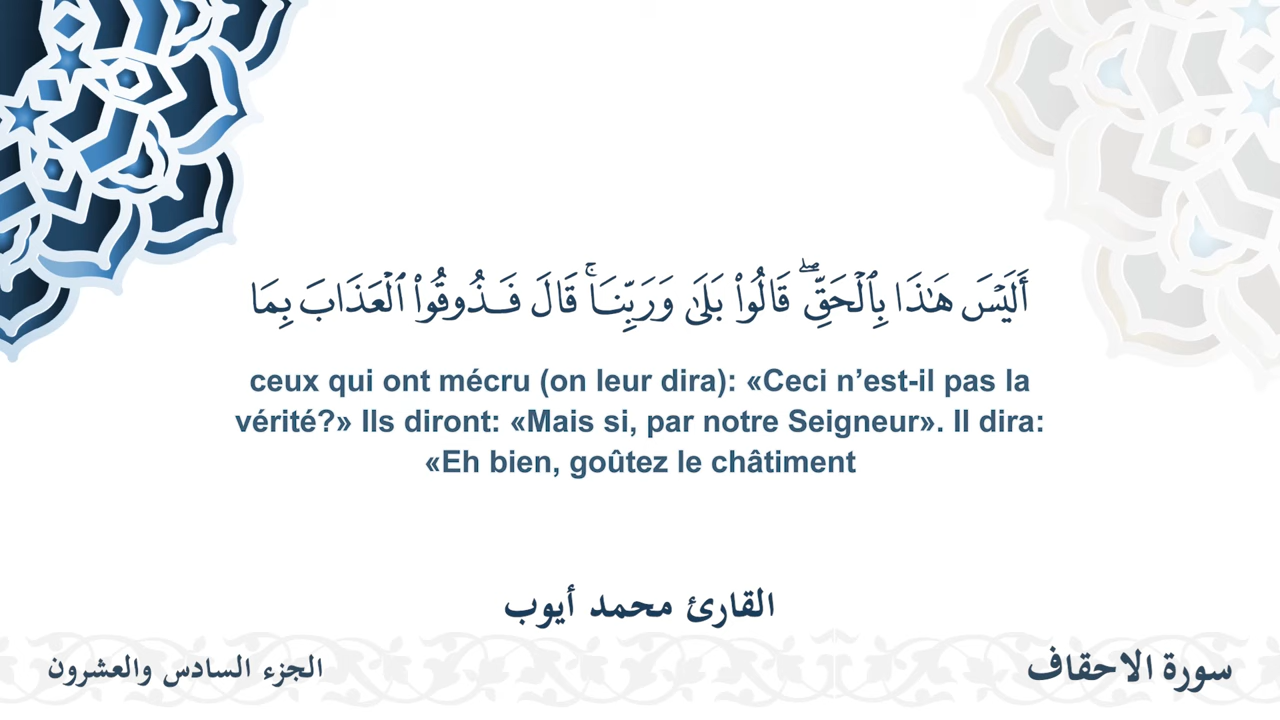 أَلَيْسَ هَٰذَا بِٱلْحَقِّۖ قَالُوا۟ بَلَىٰ وَرَبِّنَاۚ قَالَ فَذُوقُوا۟ ٱلْعَذَابَ بِمَا
ceux qui ont mécru (on leur dira): «Ceci n’est-il pas la
vérité?» Ils diront: «Mais si, par notre Seigneur». Il dira:
«Eh bien, goûtez le châtiment
القارئ محمد أيوب
سورة الاحقاف
الجزء السادس والعشرون